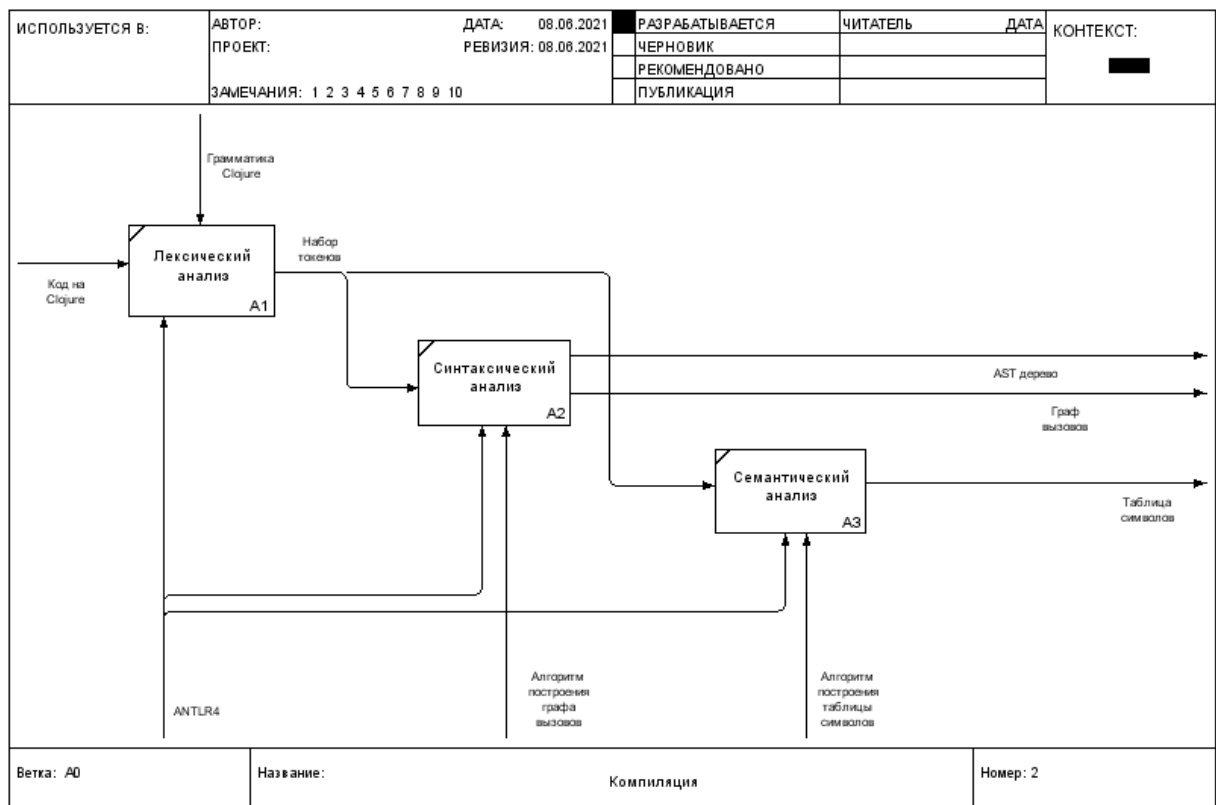 ИСПОЛЬЗУЕТСЯ В:
АВТОР:
ДАТА: 08.06.2021
ПРОЕКТ:
РЕВИЗИЯ: 08.06.2021
ЗАМЕЧАНИЯ: 1 2 3 4 5 6 7 8 9 10
РАЗРАБАТЫВАЕТСЯ
ЧЕРНОВИК
РЕКОМЕНДОВАНО
ПУБЛИКАЦИЯ
ЧИТАТЕЛЬ
ДАТА
КОНТЕКСТ:
Грамматика
Clojure
Код на
Clojure
Лексический
анализ
A1
Набор
токенов
Синтаксический
анализ
A2
AST дерево
Граф
вызовов
Семантический
анализ
A3
Таблица
символов
ANTLR4
Алгоритм
построения
графа
вызовов
Алгоритм
построения
таблицы
символов
Ветка: A0
Название:
Компиляция
Номер: 2